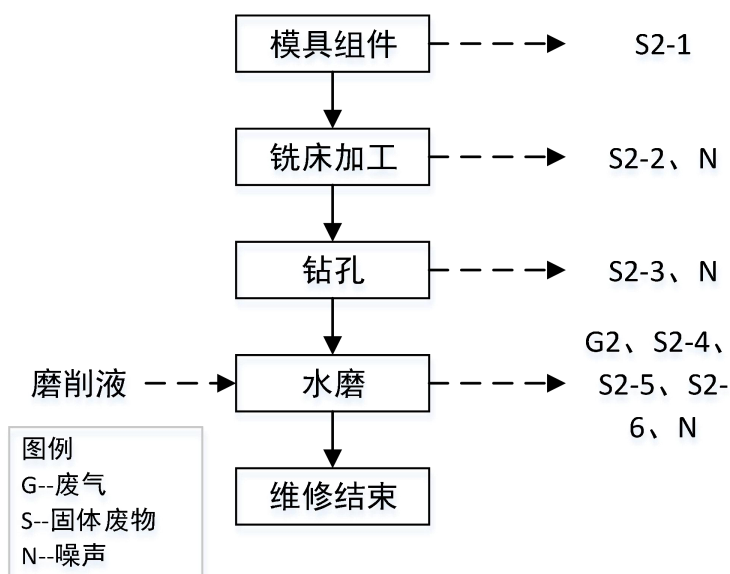 模具组件
S2-1
铣床加工
S2-2、N
钻孔
S2-3、N
磨削液
水磨
G2、S2-4、
S2-5、S2-
6、N
维修结束
图例
G--废气
S--固体废物
N--噪声